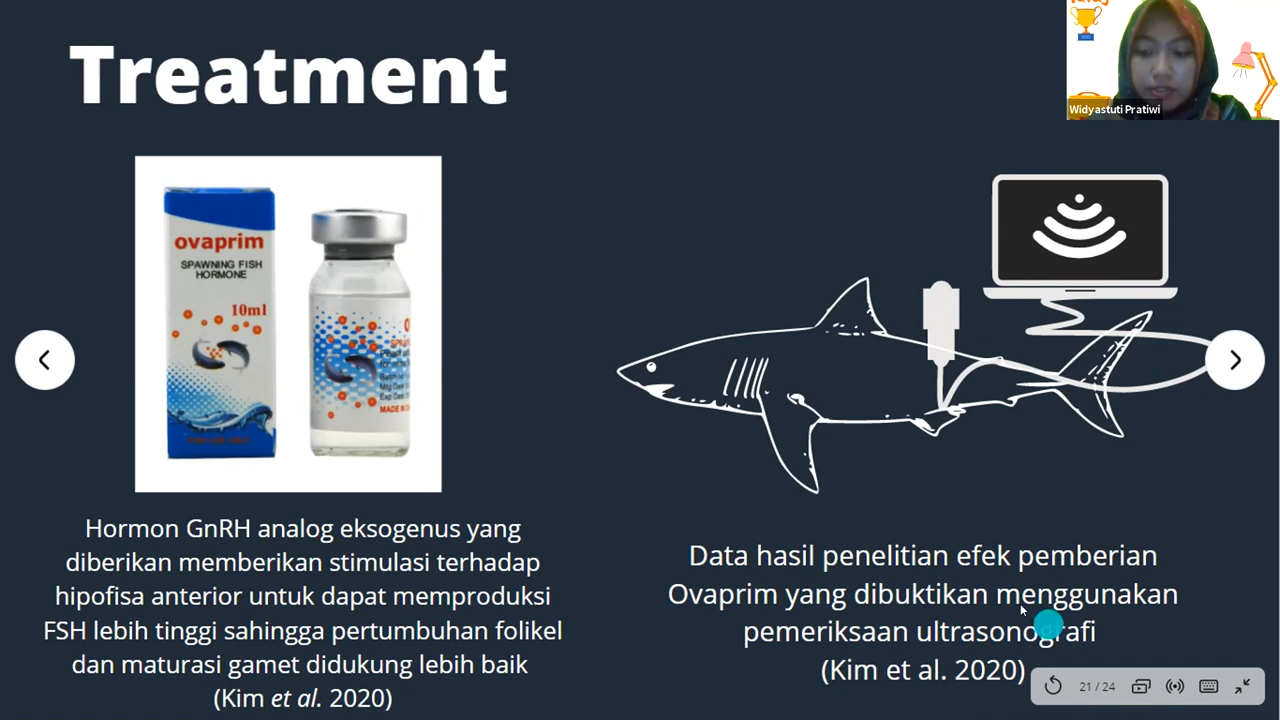 Treatment
Widyastuti Pratiwi
ovaprim
SPAWNING FISH
HORMONE
10ml
MADE IN
Hormon GnRH analog eksogenus yang
diberikan memberikan stimulasi terhadap
hipofisa anterior untuk dapat memproduksi
FSH lebih tinggi sahingga pertumbuhan folikel
dan maturasi gamet didukung lebih baik
(Kim et al. 2020)
Data hasil penelitian efek pemberian
Ovaprim yang dibuktikan menggunakan
pemeriksaan ultrasonografi
(Kim et al. 2020)
21 / 24